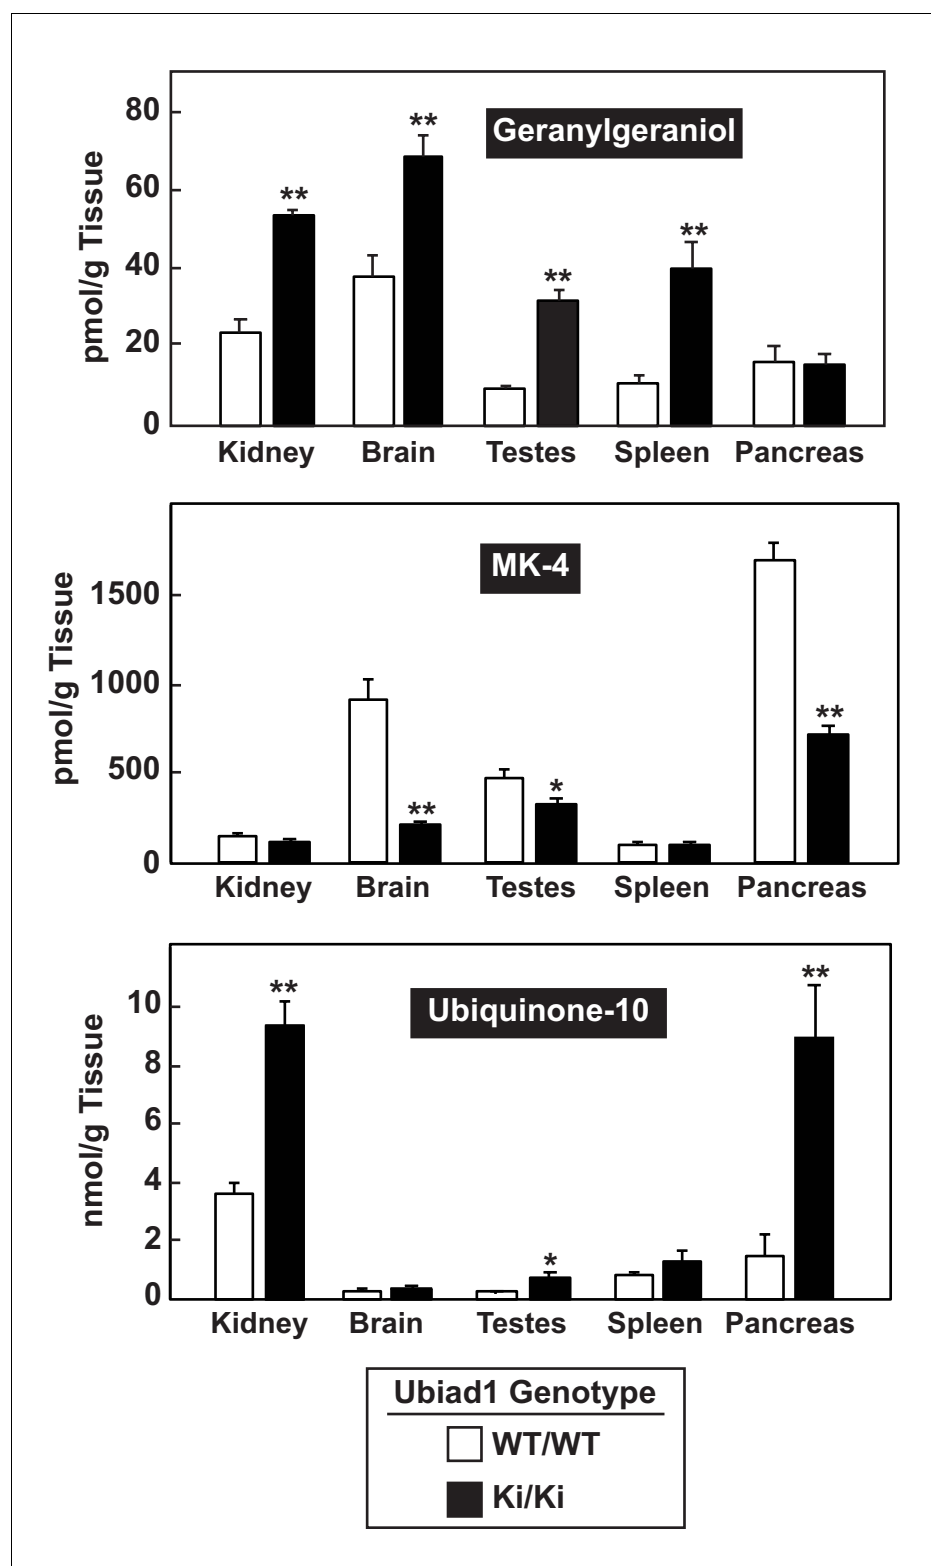 Geranylgeraniol
pmol/g Tissue
80
60
40
20
0
** ** ** **
Kidney Brain Testes Spleen Pancreas
MK-4
pmol/g Tissue
1500
1000
500
0
** * **
Kidney Brain Testes Spleen Pancreas
Ubiquinone-10
nmol/g Tissue
10
8
6
4
2
0
** * **
Kidney Brain Testes Spleen Pancreas
Ubiad1 Genotype
WT/WT
Ki/Ki